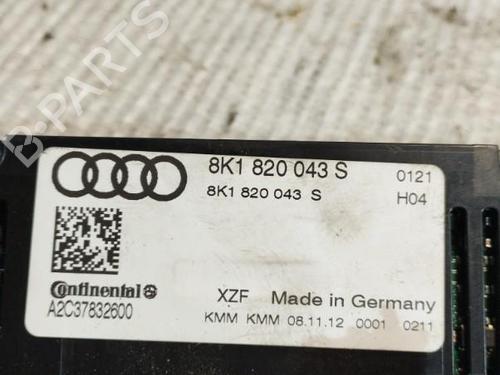 8K1 820 043 S
8K1 820 043 S
0121
H04
Continental
A2C37832600
XZF Made in Germany
KMM KMM 08.11.12 0001 0211